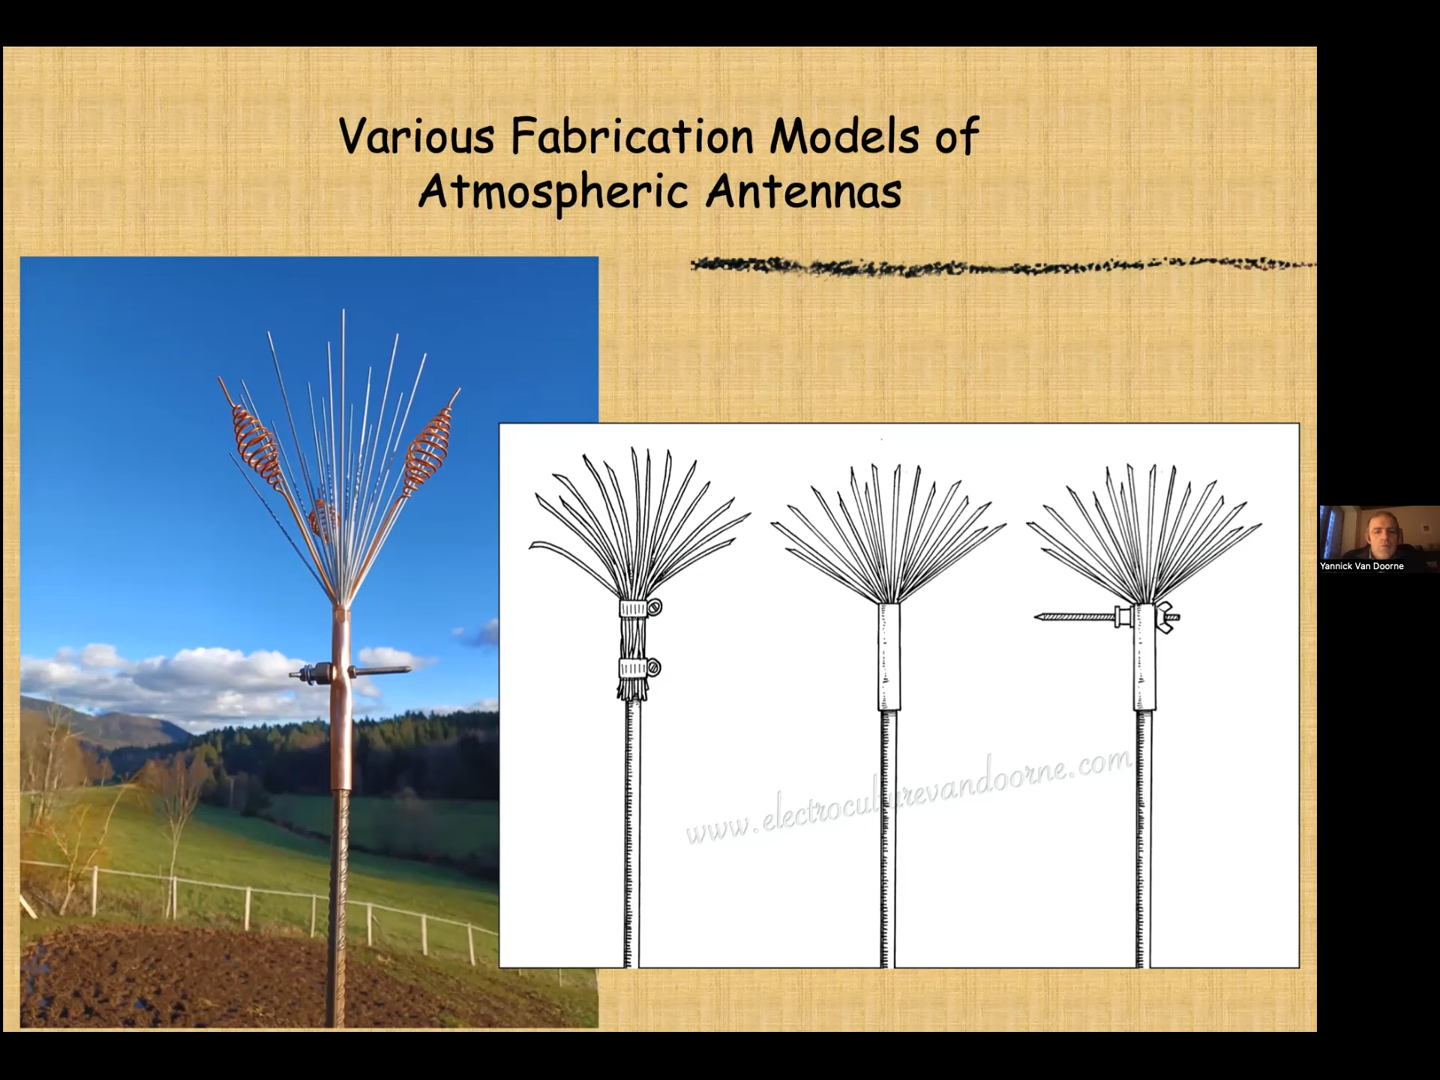 Various Fabrication Models of
Atmospheric Antennas
www.electroculturevandoorne.com
Yannick Van Doorne